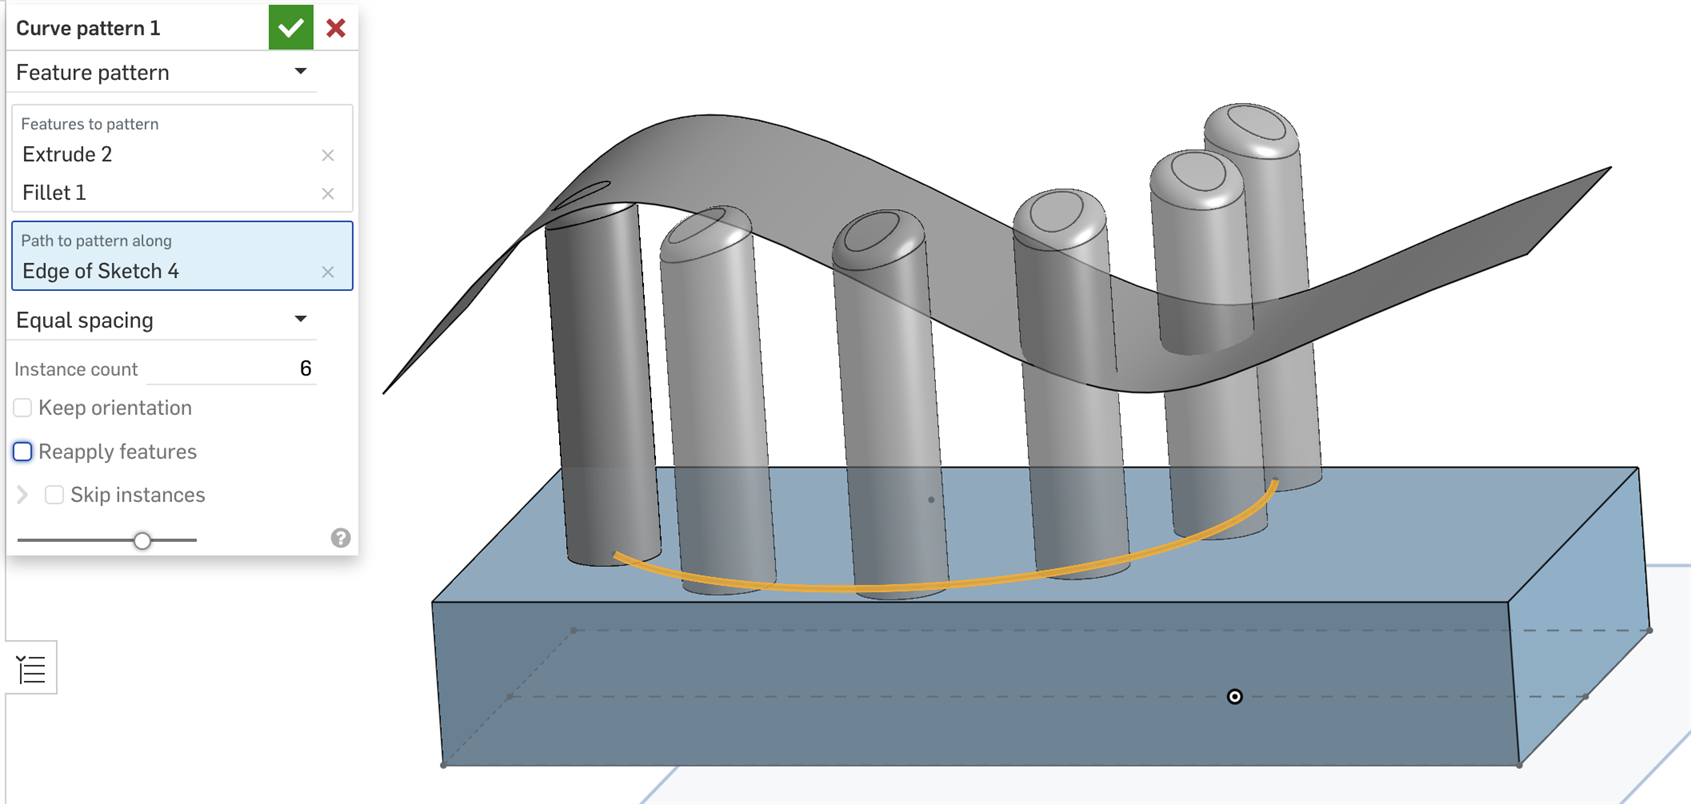 Curve pattern 1
Feature pattern
Features to pattern
Extrude 2
Fillet 1
Path to pattern along
Edge of Sketch 4
Equal spacing
Instance count 6
Keep orientation
Reapply features
Skip instances
?